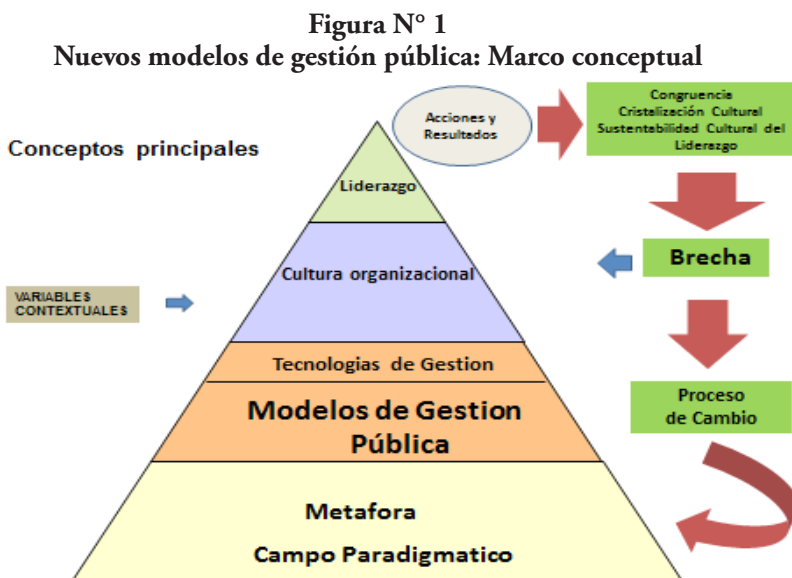 Figura N° 1
Nuevos modelos de gestión pública: Marco conceptual
Conceptos principales
Acciones y
Resultados
Congruencia
Cristalización Cultural
Sustentabilidad Cultural del
Liderazgo
Liderazgo
Cultura organizacional
Brecha
VARIABLES
CONTEXTUALES
Tecnologias de Gestion
Modelos de Gestion
Pública
Proceso
de Cambio
Metafora
Campo Paradigmatico